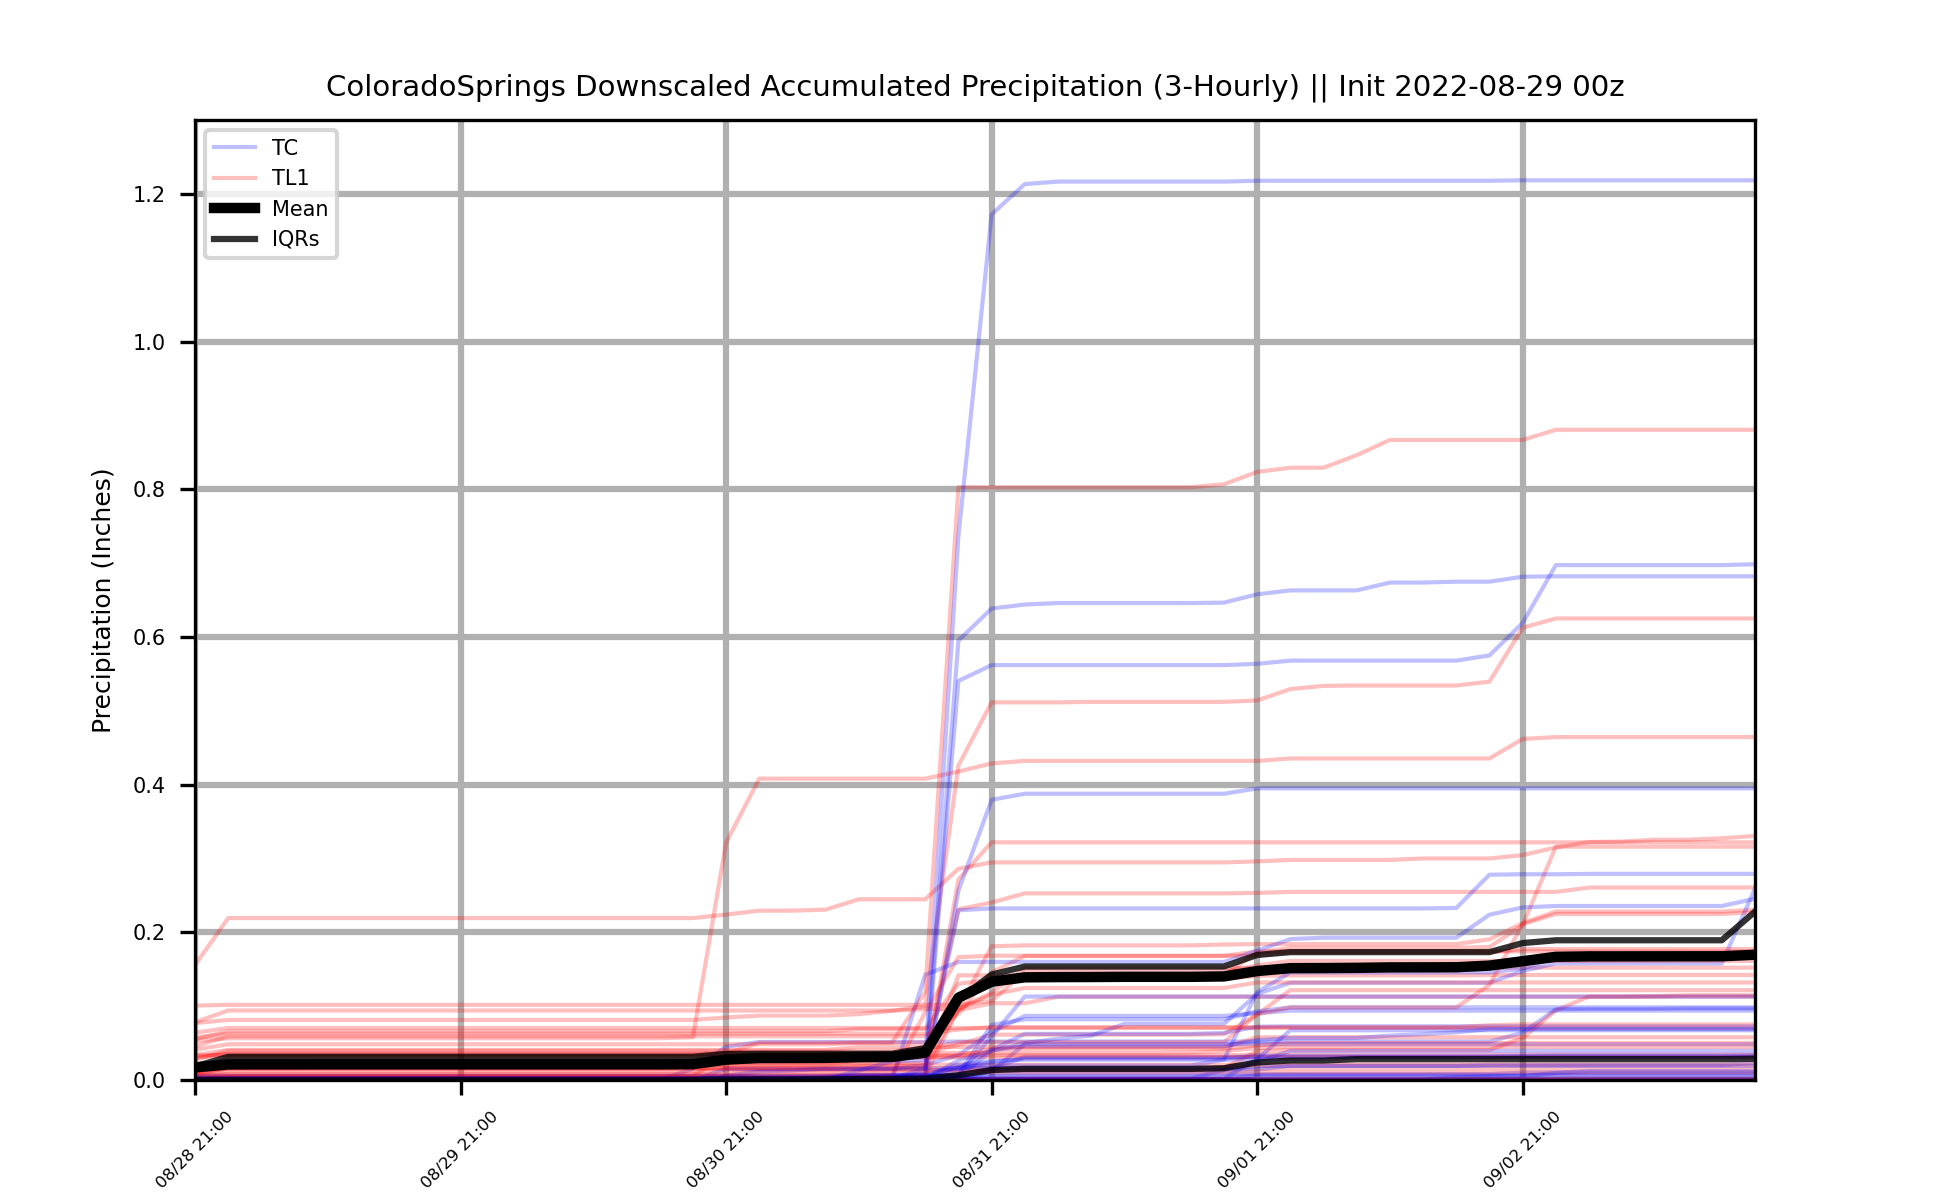 ColoradoSprings Downscaled Accumulated Precipitation (3-Hourly) || Init 2022-08-29 00z
TC
TL1
Mean
IQRs
Precipitation (Inches)
1.2
1.0
0.8
0.6
0.4
0.2
0.0
08/28 21:00
08/29 21:00
08/30 21:00
08/31 21:00
09/01 21:00
09/02 21:00